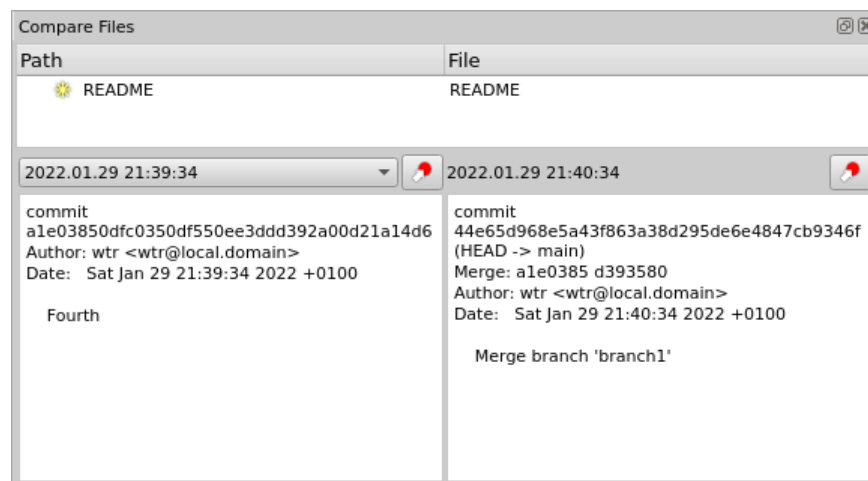 Compare Files
Path File
README README
2022.01.29 21:39:34 2022.01.29 21:40:34
commit
a1e03850dfc0350df550ee3ddd392a00d21a14d6
Author: wtr <wtr@local.domain>
Date:   Sat Jan 29 21:39:34 2022 +0100
Fourth
commit
44e65d968e5a43f863a38d295de6e4847cb9346f
(HEAD -> main)
Merge: a1e0385 d393580
Author: wtr <wtr@local.domain>
Date:   Sat Jan 29 21:40:34 2022 +0100
Merge branch 'branch1'